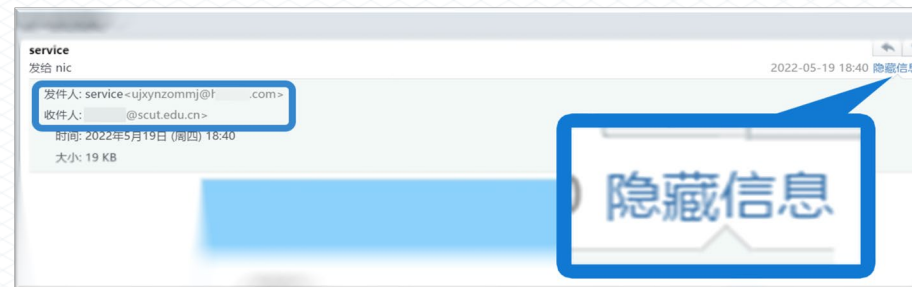 service
发给 nic
2022-05-19 18:40 隐藏信息
发件人: service<ujxynzommj@h .com>
收件人: @scut.edu.cn>
时间: 2022年5月19日 (周四) 18:40
大小: 19 KB
隐藏信息